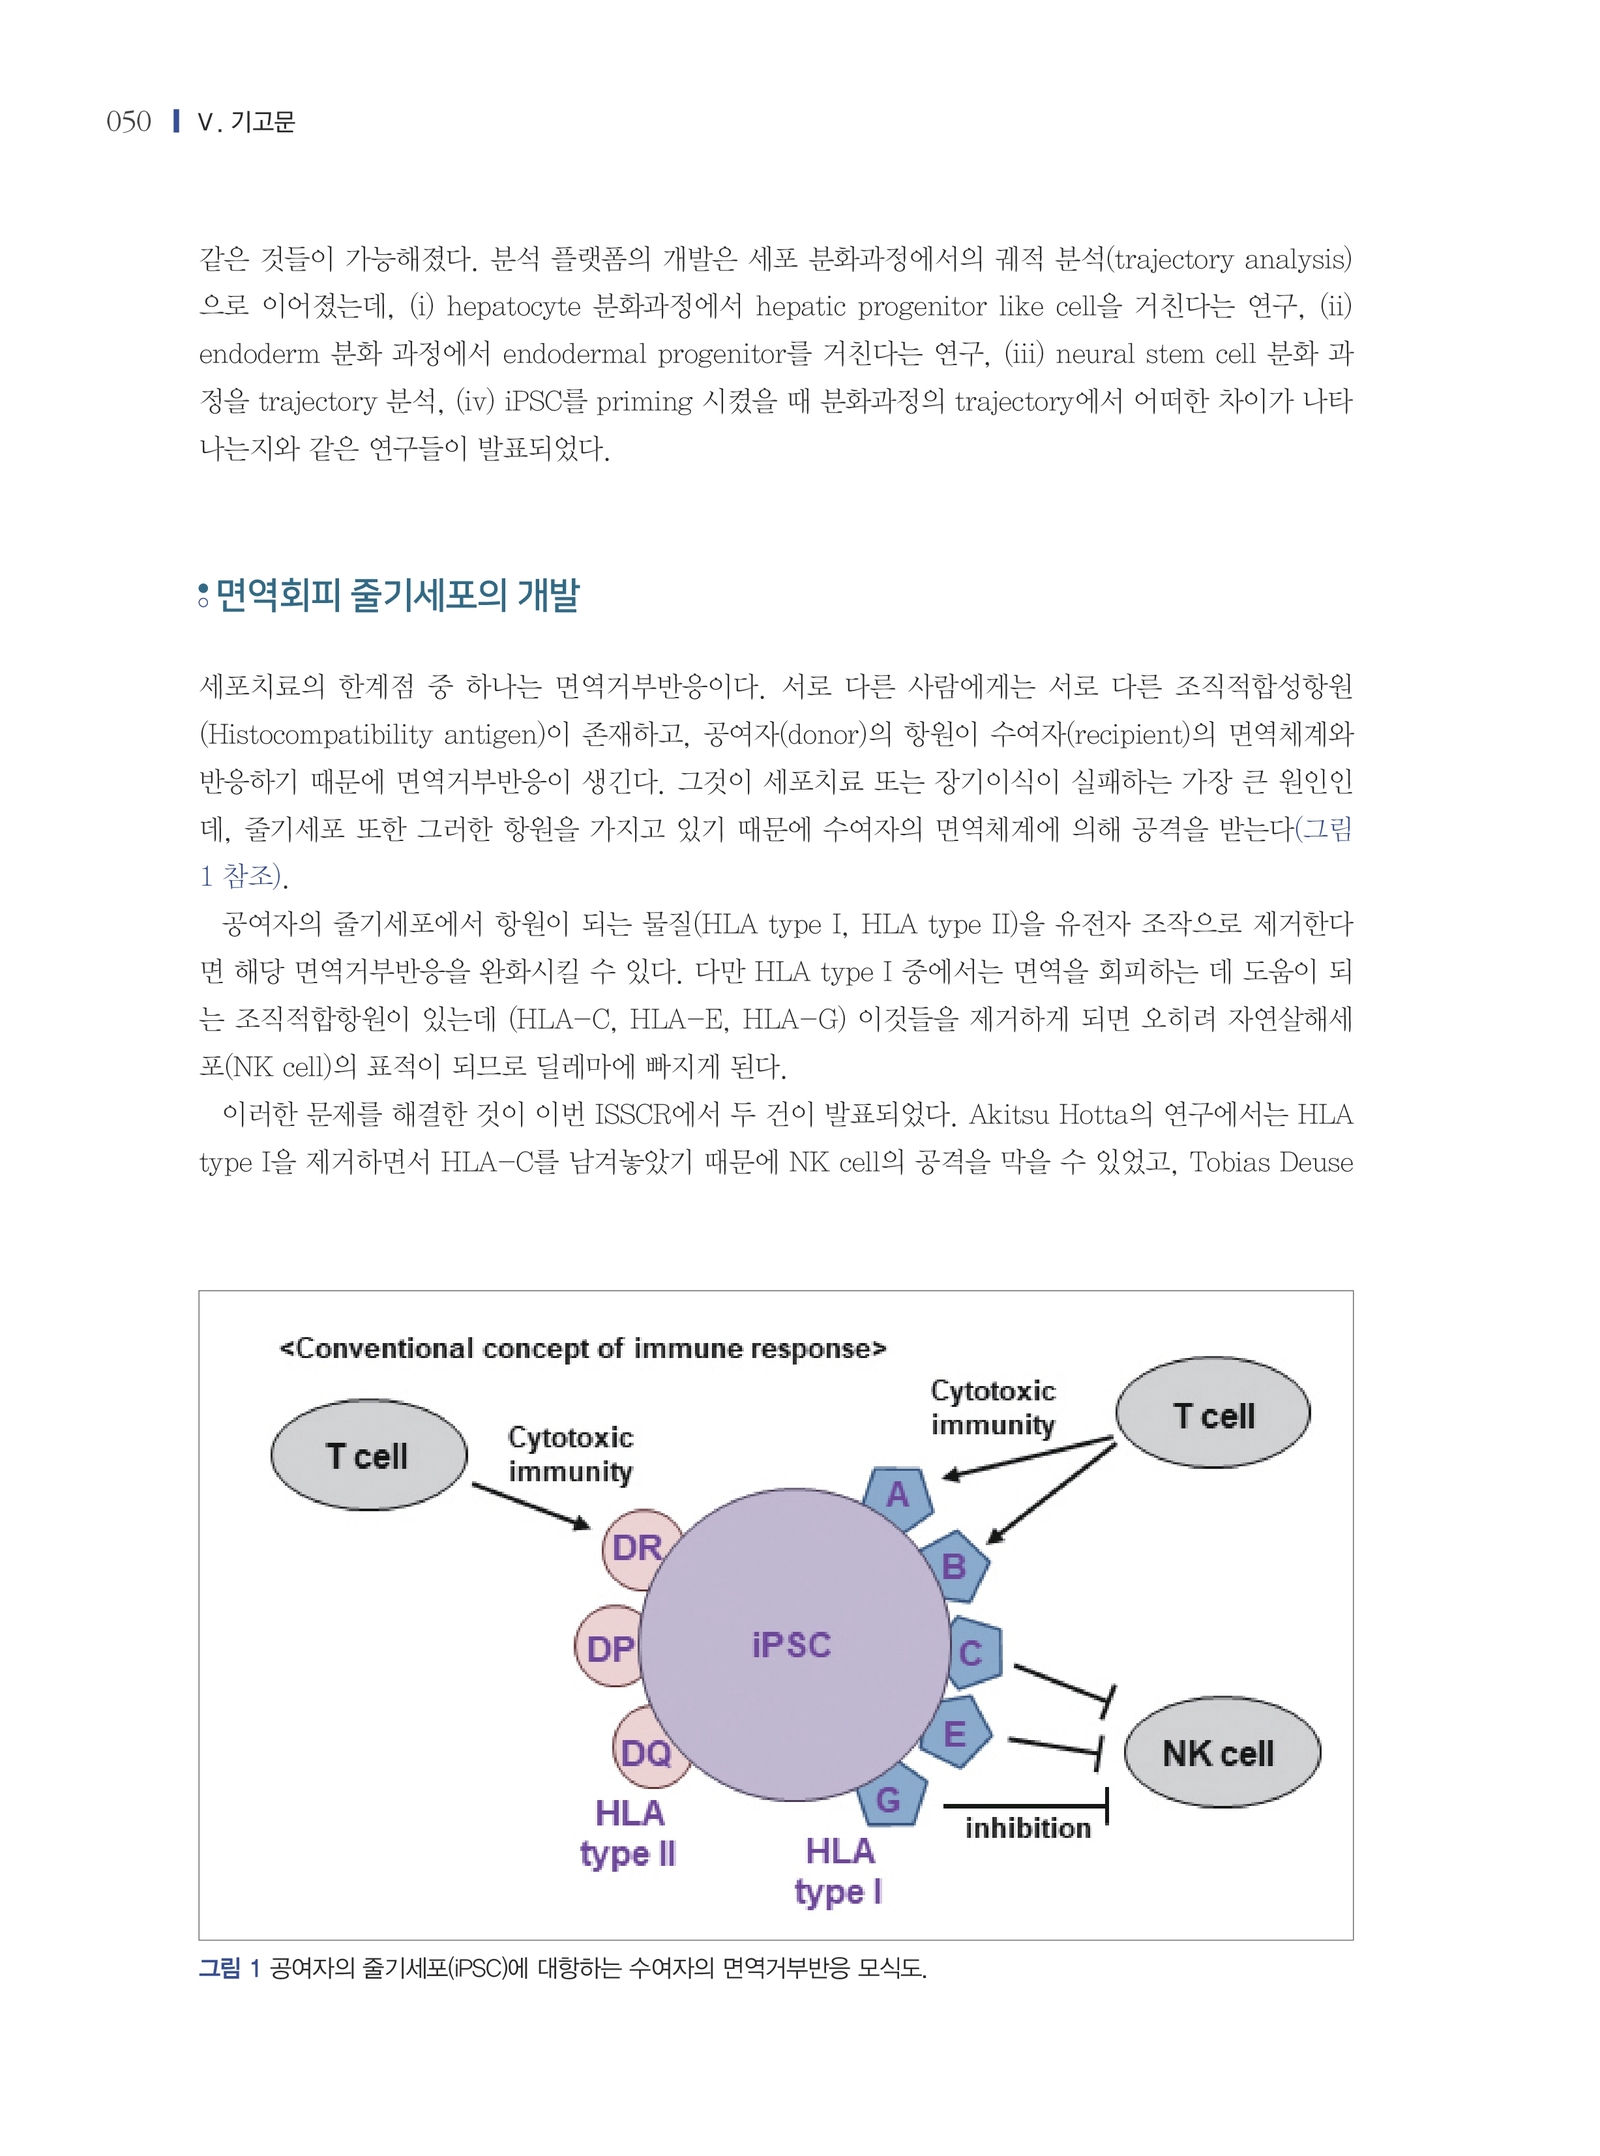 050 V. 기고문
같은 것들이 가능해졌다. 분석 플랫폼의 개발은 세포 분화과정에서의 궤적 분석(trajectory analysis)
으로 이어졌는데, (i) hepatocyte 분화과정에서 hepatic progenitor like cell을 거친다는 연구, (ii)
endoderm 분화 과정에서 endodermal progenitor를 거친다는 연구, (iii) neural stem cell 분화 과
정을 trajectory 분석, (iv) iPSC를 priming 시켰을 때 분화과정의 trajectory에서 어떠한 차이가 나타
나는지와 같은 연구들이 발표되었다.
면역회피 줄기세포의 개발
세포치료의 한계점 중 하나는 면역거부반응이다. 서로 다른 사람에게는 서로 다른 조직적합성항원
(Histocompatibility antigen)이 존재하고, 공여자(donor)의 항원이 수여자(recipient)의 면역체계와
반응하기 때문에 면역거부반응이 생긴다. 그것이 세포치료 또는 장기이식이 실패하는 가장 큰 원인인
데, 줄기세포 또한 그러한 항원을 가지고 있기 때문에 수여자의 면역체계에 의해 공격을 받는다(그림
1 참조).
공여자의 줄기세포에서 항원이 되는 물질(HLA type I, HLA type II)을 유전자 조작으로 제거한다
면 해당 면역거부반응을 완화시킬 수 있다. 다만 HLA type I 중에서는 면역을 회피하는 데 도움이 되
는 조직적합항원이 있는데 (HLA-C, HLA-E, HLA-G) 이것들을 제거하게 되면 오히려 자연살해세
포(NK cell)의 표적이 되므로 딜레마에 빠지게 된다.
이러한 문제를 해결한 것이 이번 ISSCR에서 두 건이 발표되었다. Akitsu Hotta의 연구에서는 HLA
type I을 제거하면서 HLA-C를 남겨놓았기 때문에 NK cell의 공격을 막을 수 있었고, Tobias Deuse
<Conventional concept of immune response>
T cell
Cytotoxic
immunity
Cytotoxic
immunity
T cell
A
B
C
E
G
DR
DP
DQ
iPSC
NK cell
inhibition
HLA
type II
HLA
type I
그림 1 공여자의 줄기세포(iPSC)에 대항하는 수여자의 면역거부반응 모식도.